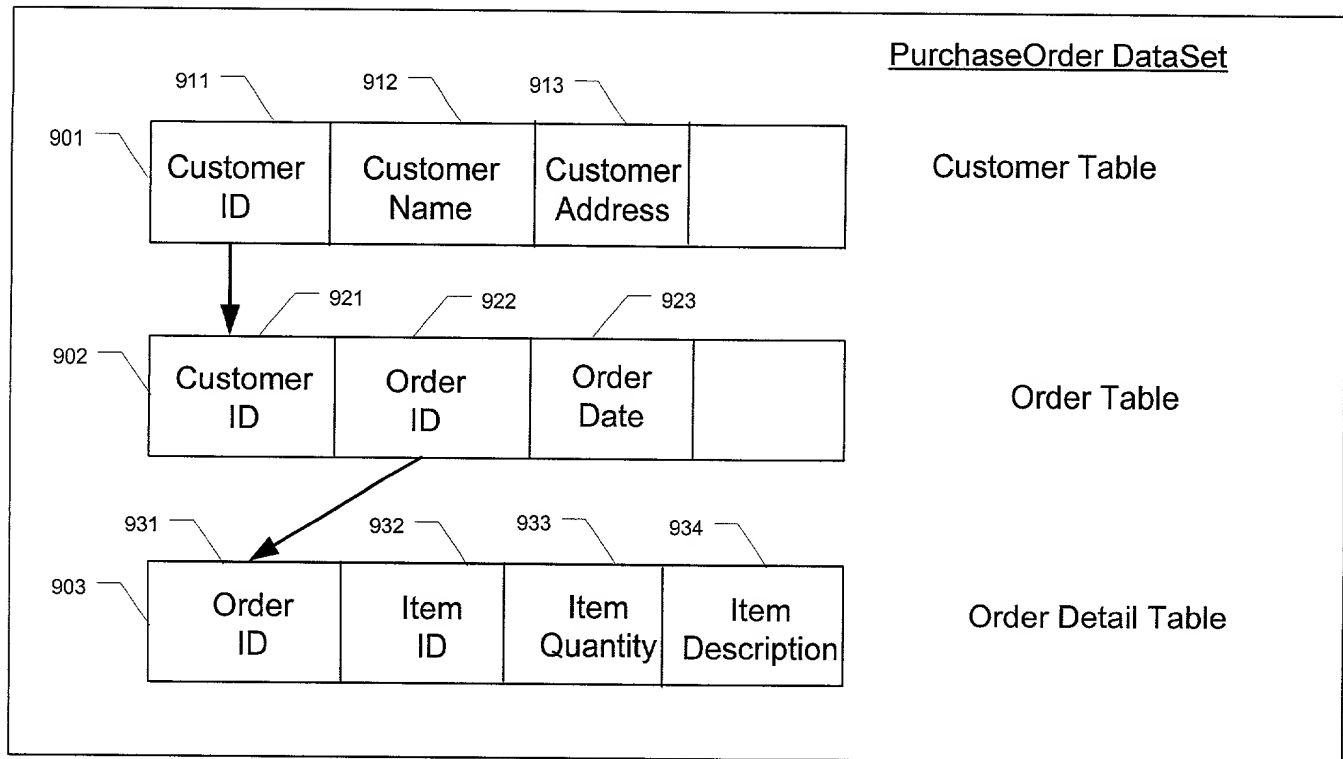 PurchaseOrder DataSet
911
912
913
901
Customer
ID
Customer
Name
Customer
Address
Customer Table
921
922
923
902
Customer
ID
Order
ID
Order
Date
Order Table
931
932
933
934
903
Order
ID
Item
ID
Item
Quantity
Item
Description
Order Detail Table